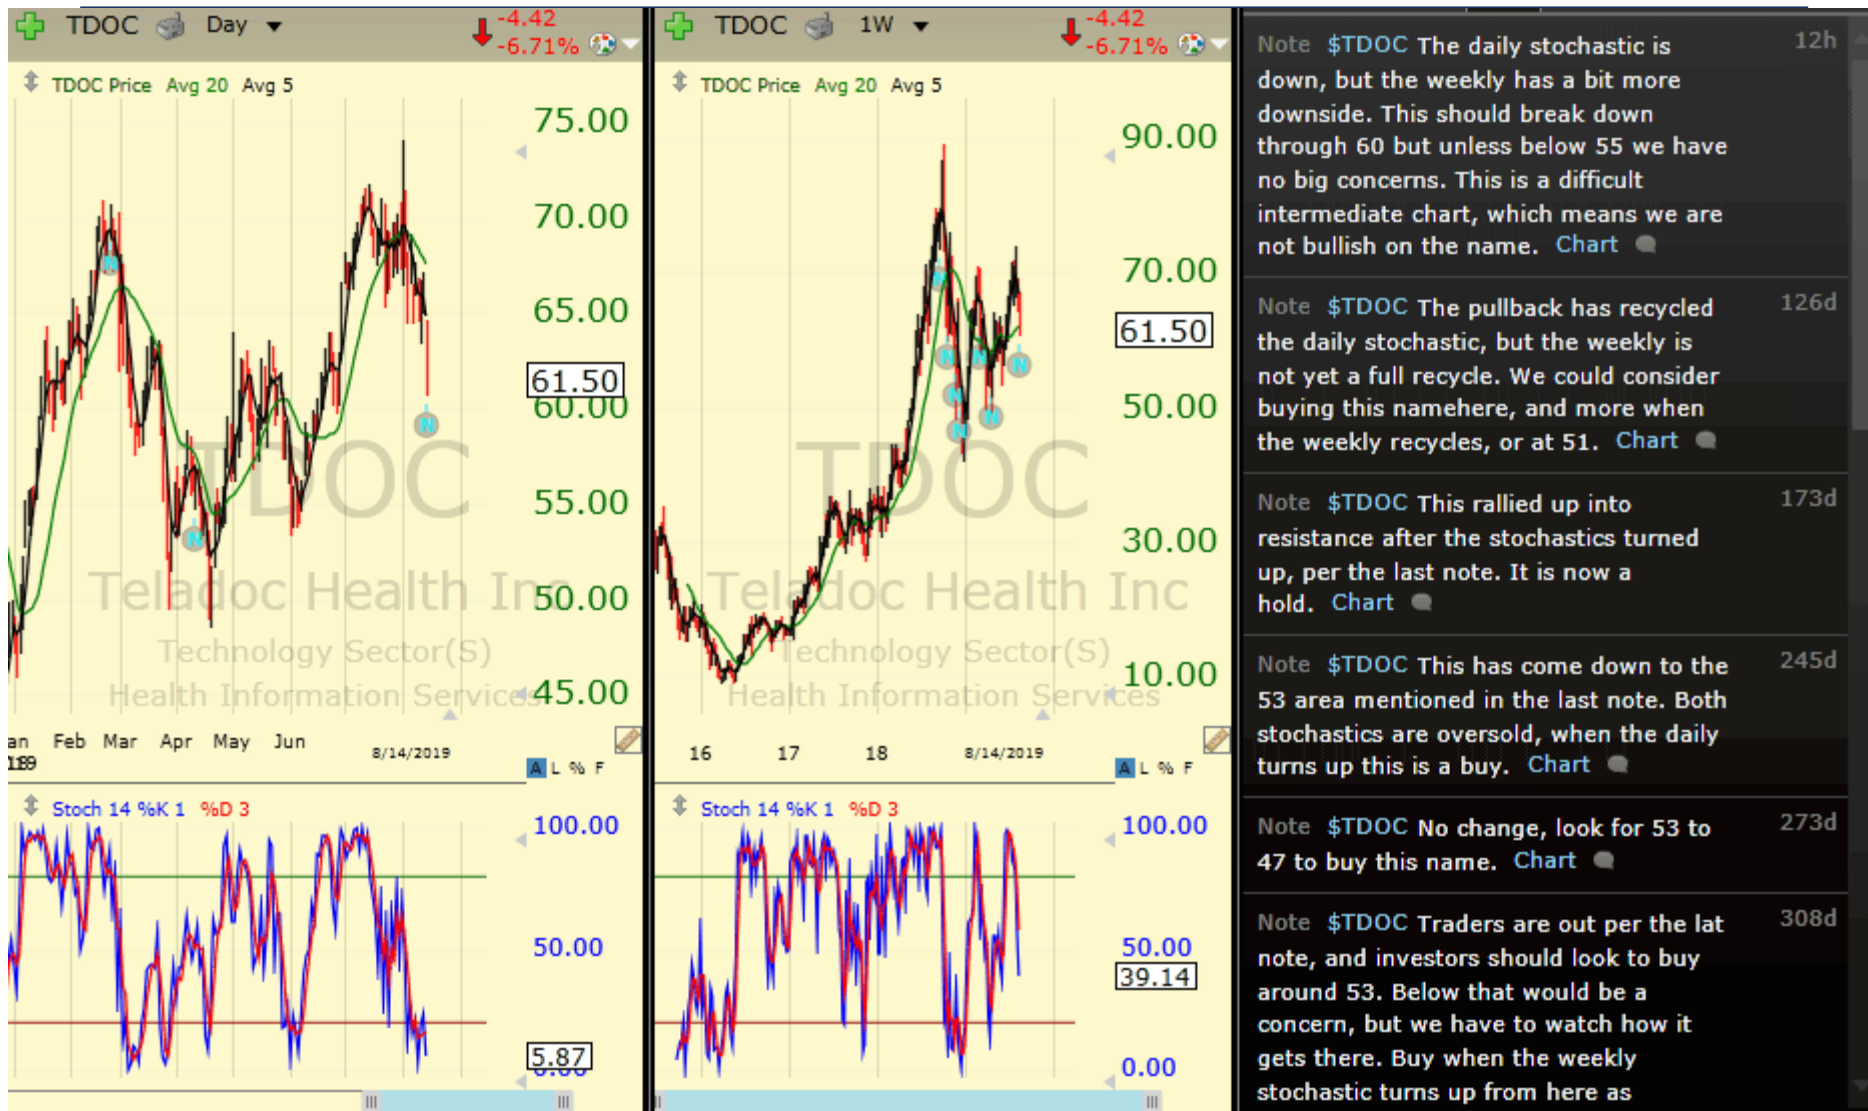 TDOC Day -4.42
-6.71%
TDOC Price Avg 20 Avg 5
75.00
70.00
65.00
61.50
60.00
55.00
50.00
45.00
N
N
N
TDOC
Teladoc Health Inc
Technology Sector(S)
Health Information Services
an Feb Mar Apr May Jun 8/14/2019
A L % F
Stoch 14 %K 1 %D 3
100.00
50.00
5.87
0.00
TDOC 1W -4.42
-6.71%
TDOC Price Avg 20 Avg 5
90.00
70.00
61.50
50.00
30.00
10.00
N
N
N
N
N
N
N
TDOC
Teladoc Health Inc
Technology Sector(S)
Health Information Services
16 17 18 8/14/2019
A L % F
Stoch 14 %K 1 %D 3
100.00
50.00
39.14
0.00
Note $TDOC The daily stochastic is 12h
down, but the weekly has a bit more
downside. This should break down
through 60 but unless below 55 we have
no big concerns. This is a difficult
intermediate chart, which means we are
not bullish on the name. Chart
Note $TDOC The pullback has recycled 126d
the daily stochastic, but the weekly is
not yet a full recycle. We could consider
buying this namehere, and more when
the weekly recycles, or at 51. Chart
Note $TDOC This rallied up into 173d
resistance after the stochastics turned
up, per the last note. It is now a
hold. Chart
Note $TDOC This has come down to the 245d
53 area mentioned in the last note. Both
stochastics are oversold, when the daily
turns up this is a buy. Chart
Note $TDOC No change, look for 53 to 273d
47 to buy this name. Chart
Note $TDOC Traders are out per the lat 308d
note, and investors should look to buy
around 53. Below that would be a
concern, but we have to watch how it
gets there. Buy when the weekly
stochastic turns up from here as